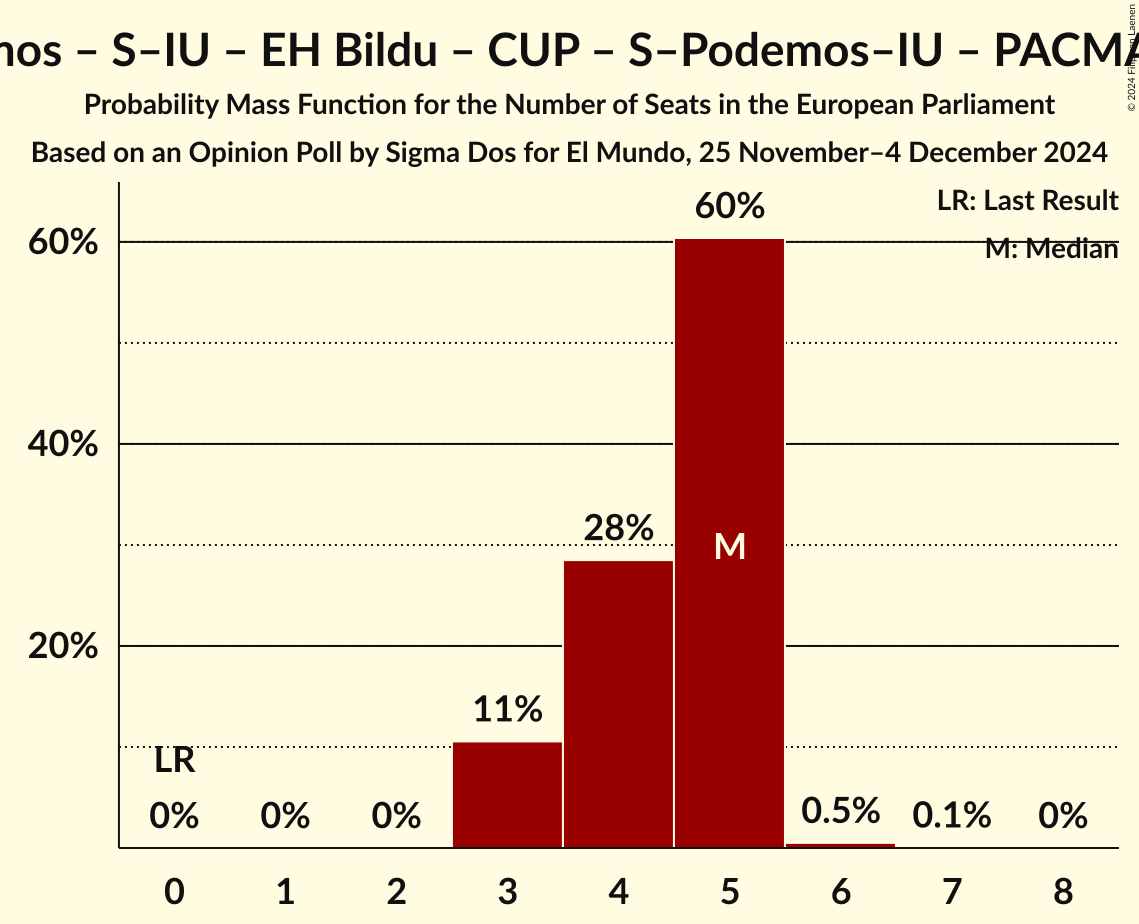 – S–IU – EH Bildu – CUP – S–Podemos–IU –
Probability Mass Function for the Number of Seats in the European Parliament
Based on an Opinion Poll by Sigma Dos for El Mundo, 25 November–4 December 2024
LR: Last Result
M: Median
60%
40%
20%
60%
28%
M
11%
LR
0% 0% 0% 0.5% 0.1% 0%
0 1 2 3 4 5 6 7 8
© 2024 Laenen